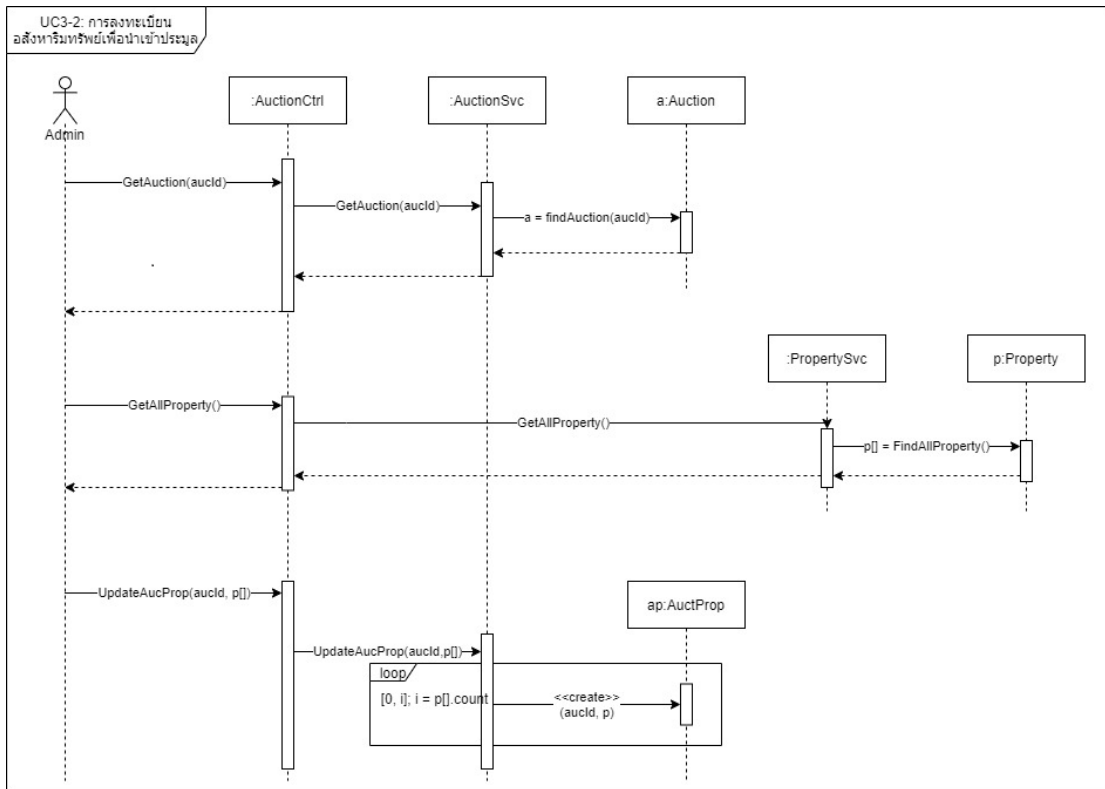 UC3-2: การลงทะเบียน
อสังหาริมทรัพย์เพื่อนำเข้าประมูล
:AuctionCtrl
:AuctionSvc
a:Auction
Admin
GetAuction(aucId)
GetAuction(aucId)
a = findAuction(aucId)
:PropertySvc
p:Property
GetAllProperty()
GetAllProperty()
p[] = FindAllProperty()
UpdateAucProp(aucId, p[])
ap:AuctProp
UpdateAucProp(aucId,p[])
loop
[0, i]; i = p[].count
<<create>>
(aucId, p)